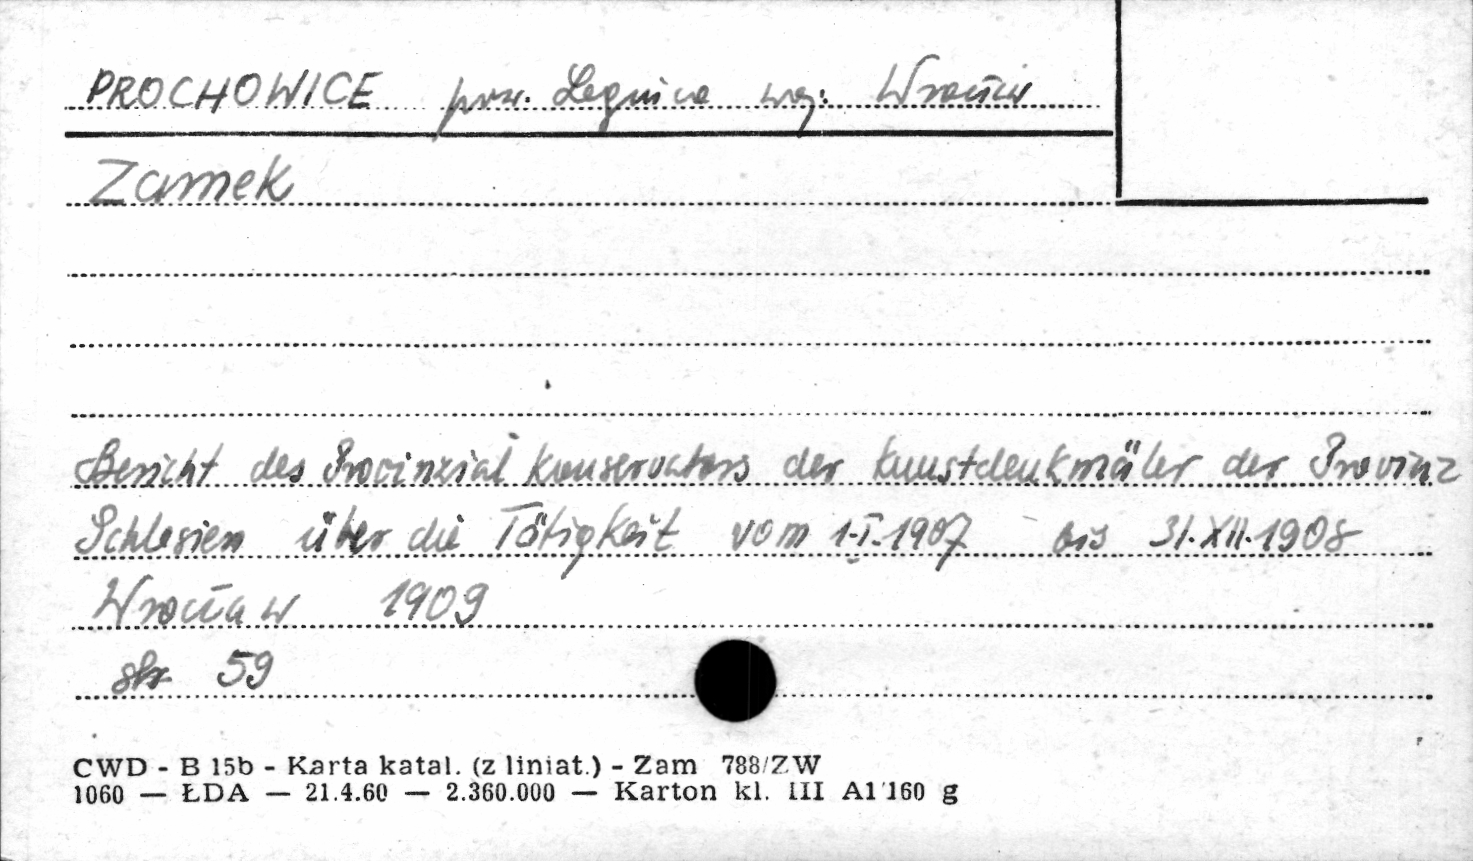 PROCHOWICE pow. Legnica woj. Wrocław
Zamek
Bericht des Provinzial Konservators der Kunstdenkmäler der Provinz
Schlesien über die Tätigkeit vom 1.I.1907 bis 31.XII.1908
Wrocław 1909
str 59
CWD - B 15b - Karta katal. (z liniat.) - Zam 788/ZW
1060 — ŁDA — 21.4.60 — 2.360.000 — Karton kl. III A1 160 g